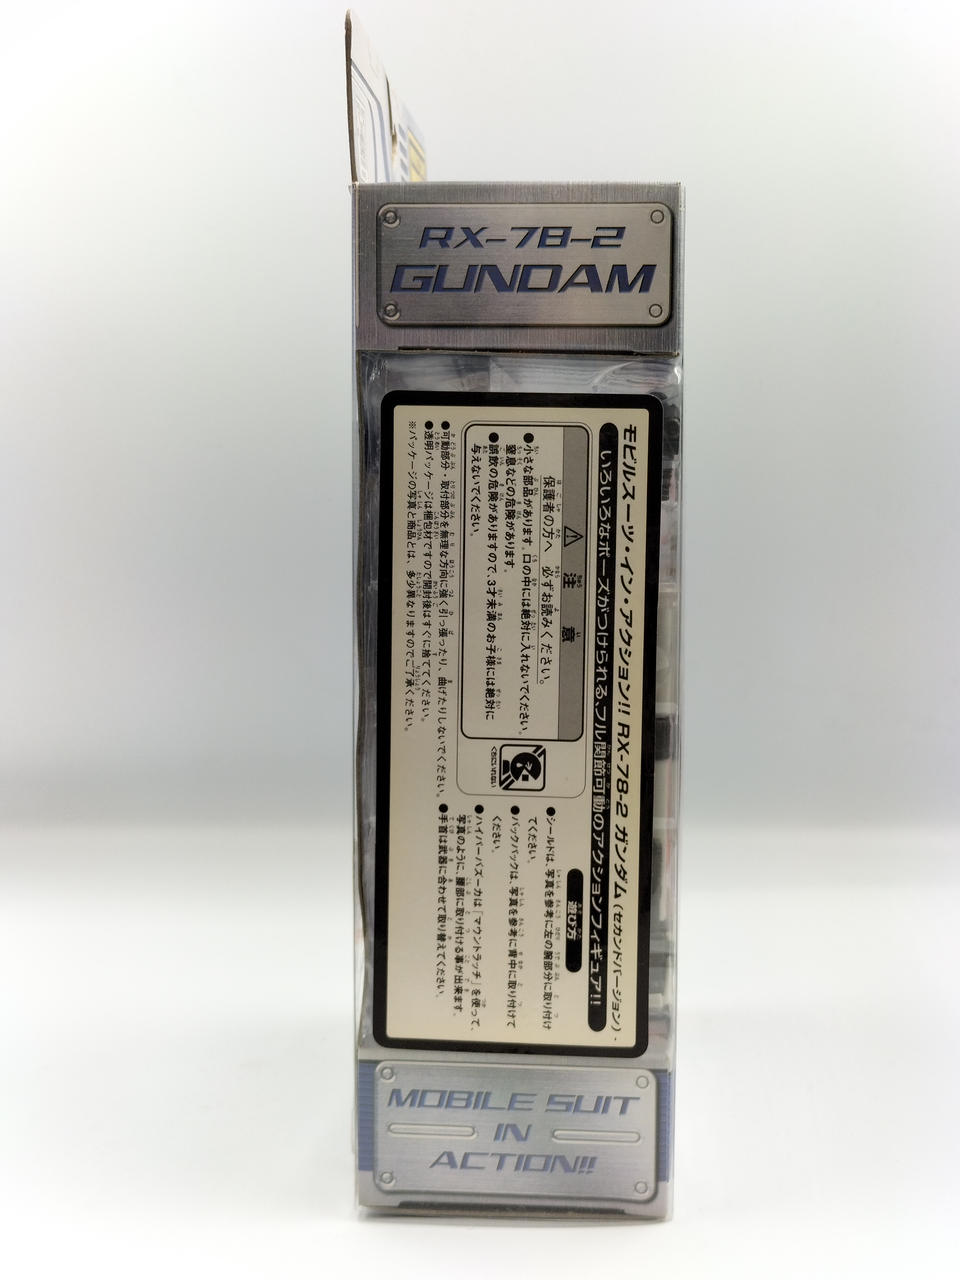 RX-78-2
GUNDAM
モビルスーツ・イン・アクション!! RX-78-2 ガンダム(セカンドバージョン)・
いろいろなポーズがつけられる、フル関節可動のアクションフィギュア!!
⚠ 注意
保護者の方へ 必ずお読みください。
●小さな部品があります。口の中には絶対に入れないでください。
窒息などの危険があります。
●誤飲の危険がありますので、3才未満のお子様には絶対に
与えないでください。
くちにいれない
●可動部分・取付部分を無理な方向に強く引っ張ったり、曲げたりしないでください。
●透明パッケージは梱包材ですので開封後はすぐに捨ててください。
※パッケージの写真と商品とは、多少異なりますのでご了承ください。
遊び方
●シールドは、写真を参考に左の腕部分に取り付け
てください。
●バックパックは、写真を参考に背中に取り付けて
ください。
●ハイパーバズーカは「マウントラッチ」を使って、
写真のように、腰部に取り付ける事が出来ます。
●手首は武器に合わせて取り替えてください。
MOBILE SUIT
IN
ACTION!!